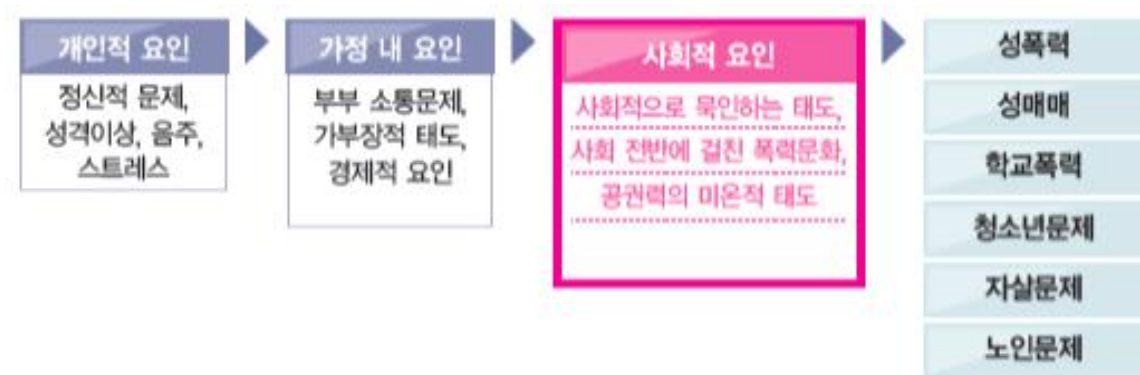 개인적 요인
정신적 문제,
성격이상, 음주,
스트레스
가정 내 요인
부부 소통문제,
가부장적 태도,
경제적 요인
사회적 요인
사회적으로 묵인하는 태도,
사회 전반에 걸친 폭력문화,
공권력의 미온적 태도
성폭력
성매매
학교폭력
청소년문제
자살문제
노인문제